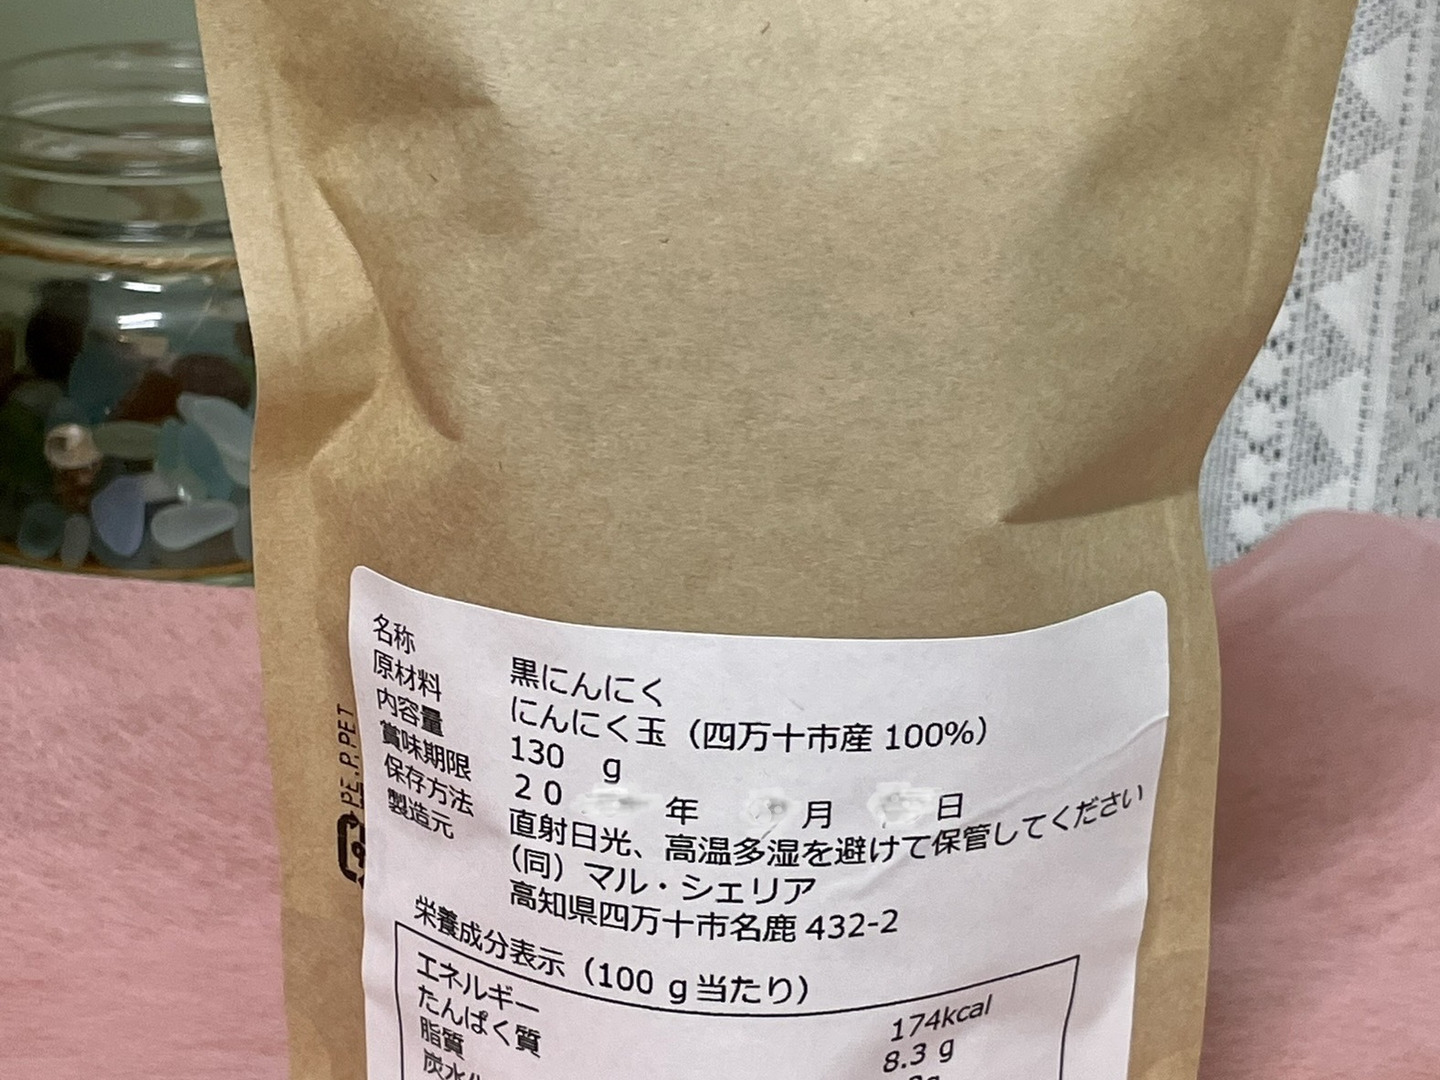 名称 黒にんにく
原材料 にんにく玉（四万十市産 100%）
内容量 130 g
賞味期限 20 年 月 日
保存方法 直射日光、高温多湿を避けて保管してください
製造元 （同）マル・シェリア
高知県四万十市名鹿 432-2
栄養成分表示（100 g当たり）
エネルギー 174kcal
たんぱく質 8.3 g
脂質
PE,P,PET